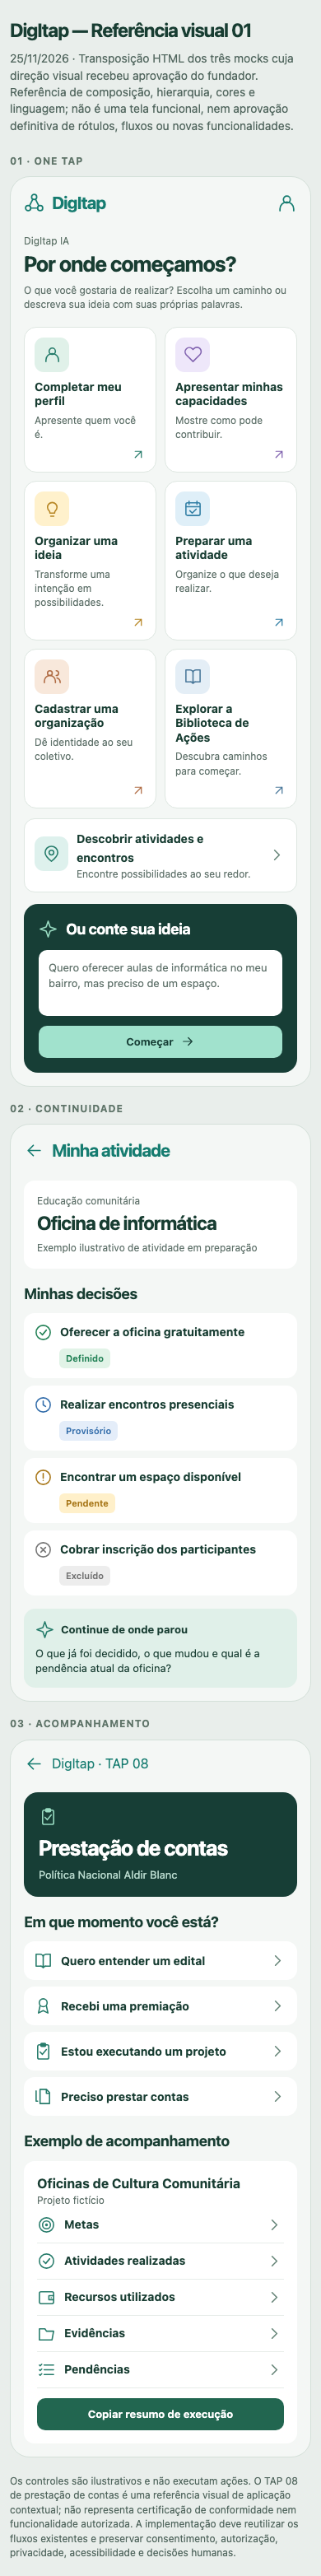 Digltap — Referência visual 01
25/11/2026 · Transposição HTML dos três mocks cuja
direção visual recebeu aprovação do fundador.
Referência de composição, hierarquia, cores e
linguagem; não é uma tela funcional, nem aprovação
definitiva de rótulos, fluxos ou novas funcionalidades.
01 · ONE TAP
Digltap
Digltap IA
Por onde começamos?
O que você gostaria de realizar? Escolha um caminho ou
descreva sua ideia com suas próprias palavras.
Completar meu
perfil
Apresente quem você
é.
Apresentar minhas
capacidades
Mostre como pode
contribuir.
Organizar uma
ideia
Transforme uma
intenção em
possibilidades.
Preparar uma
atividade
Organize o que deseja
realizar.
Cadastrar uma
organização
Dê identidade ao seu
coletivo.
Explorar a
Biblioteca de
Ações
Descubra caminhos
para começar.
Descobrir atividades e
encontros
Encontre possibilidades ao seu redor.
Ou conte sua ideia
Quero oferecer aulas de informática no meu
bairro, mas preciso de um espaço.
Começar
02 · CONTINUIDADE
Minha atividade
Educação comunitária
Oficina de informática
Exemplo ilustrativo de atividade em preparação
Minhas decisões
Oferecer a oficina gratuitamente
Definido
Realizar encontros presenciais
Provisório
Encontrar um espaço disponível
Pendente
Cobrar inscrição dos participantes
Excluído
Continue de onde parou
O que já foi decidido, o que mudou e qual é a
pendência atual da oficina?
03 · ACOMPANHAMENTO
Digltap · TAP 08
Prestação de contas
Política Nacional Aldir Blanc
Em que momento você está?
Quero entender um edital
Recebi uma premiação
Estou executando um projeto
Preciso prestar contas
Exemplo de acompanhamento
Oficinas de Cultura Comunitária
Projeto fictício
Metas
Atividades realizadas
Recursos utilizados
Evidências
Pendências
Copiar resumo de execução
Os controles são ilustrativos e não executam ações. O TAP 08
de prestação de contas é uma referência visual de aplicação
contextual; não representa certificação de conformidade nem
funcionalidade autorizada. A implementação deve reutilizar os
fluxos existentes e preservar consentimento, autorização,
privacidade, acessibilidade e decisões humanas.